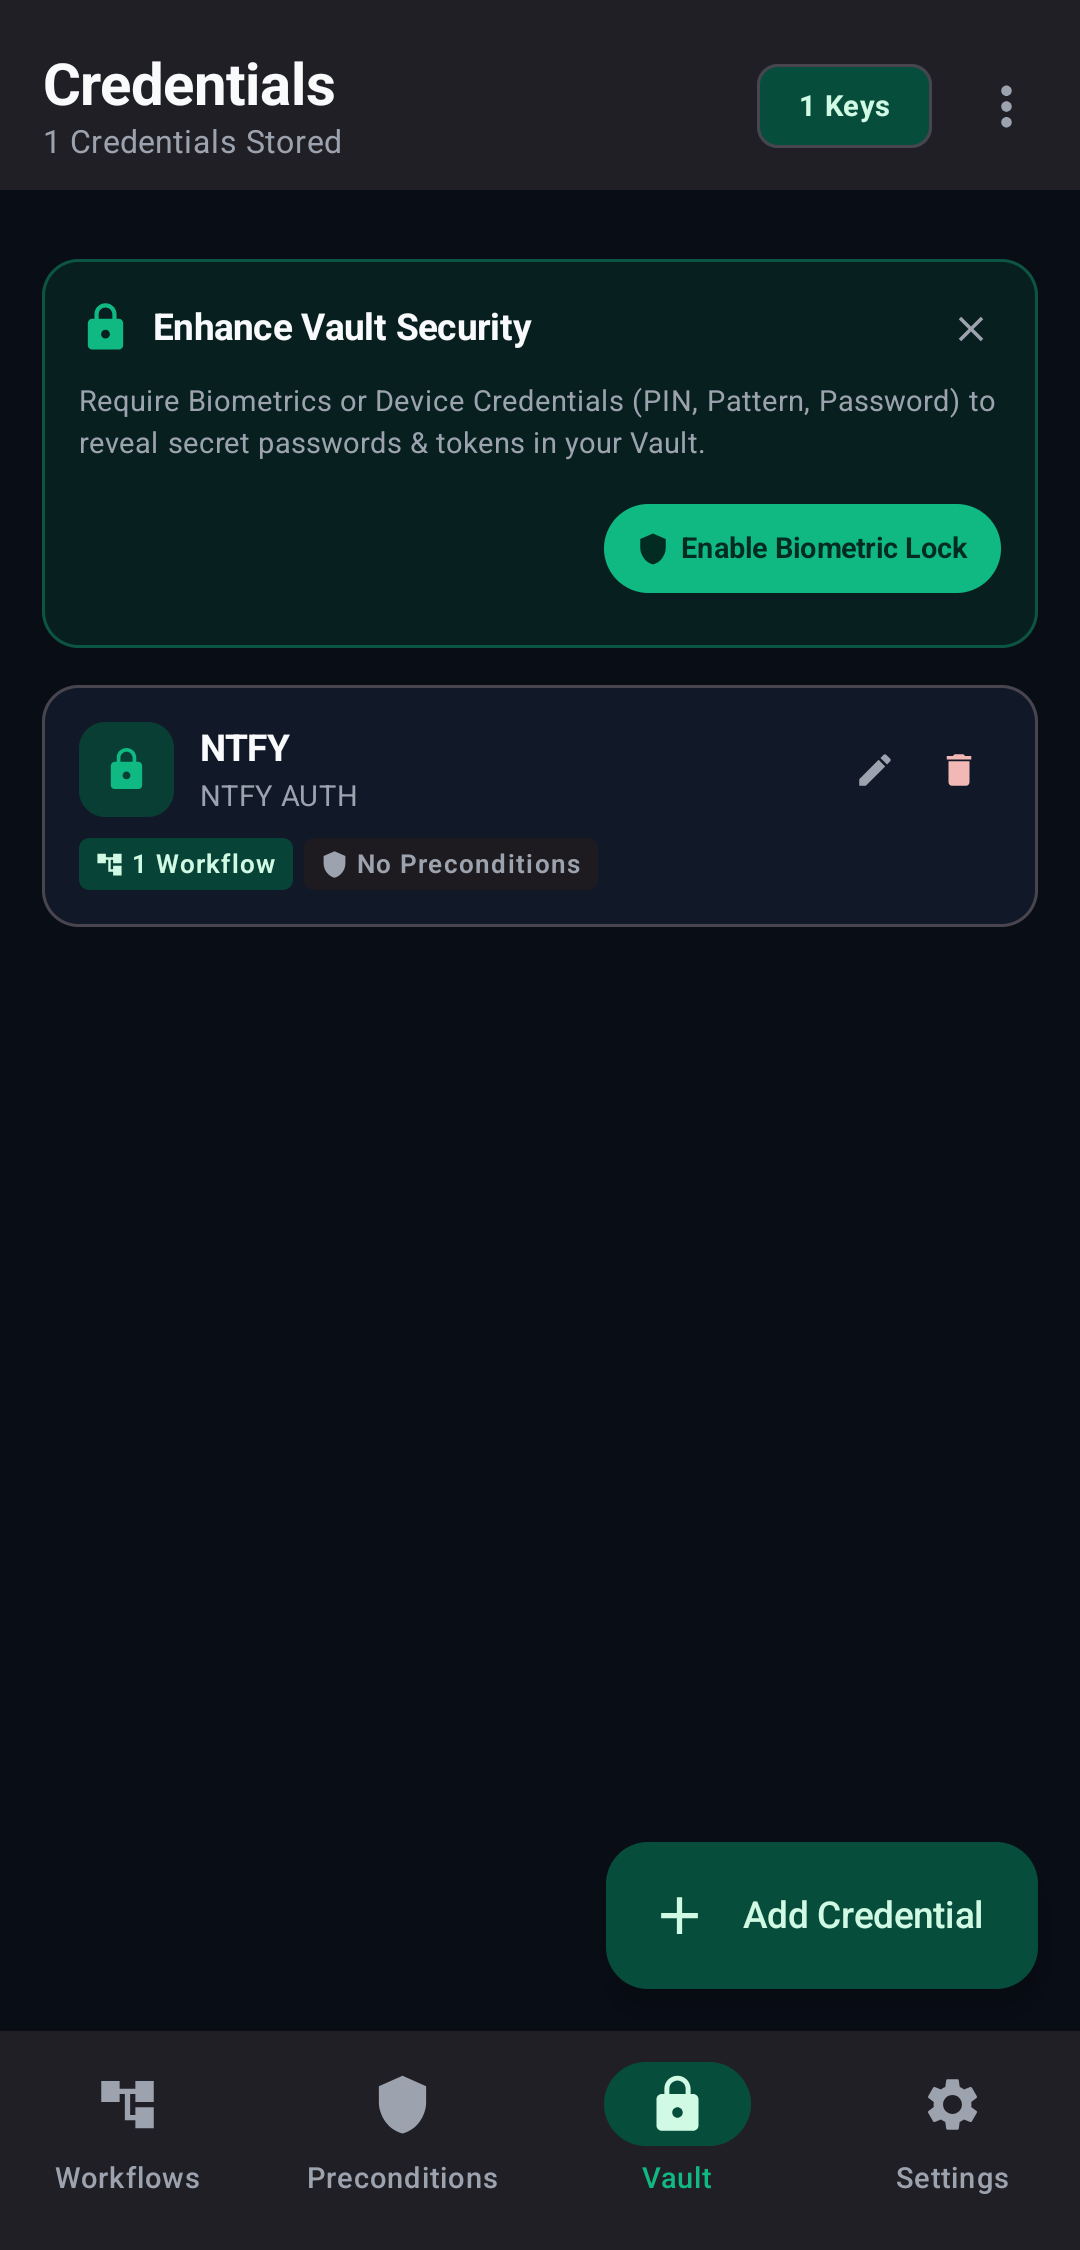 Credentials
1 Credentials Stored
1 Keys
Enhance Vault Security
Require Biometrics or Device Credentials (PIN, Pattern, Password) to
reveal secret passwords & tokens in your Vault.
Enable Biometric Lock
NTFY
NTFY AUTH
1 Workflow
No Preconditions
Add Credential
Workflows
Preconditions
Vault
Settings